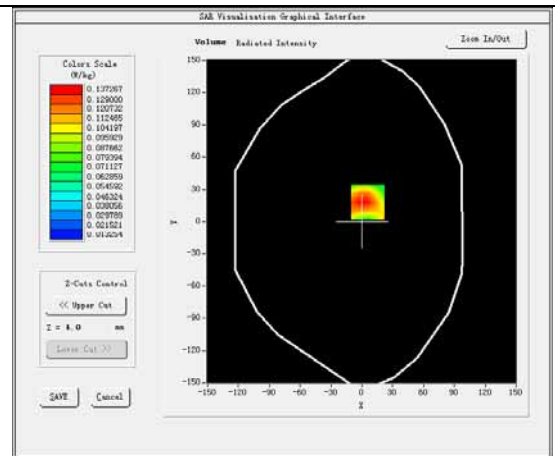 SAR Visualisation Graphical Interface
Volume Radiated Intensity
Zoom In/Out
Colors Scale
(W/kg)
0.137267
0.129000
0.120732
0.112465
0.104197
0.095929
0.087662
0.079394
0.071127
0.062859
0.054592
0.046324
0.038056
0.029789
0.021521
0.013254
150
120
90
60
30
0
-30
-60
-90
-120
-150
Y
-150 -120 -90 -60 -30 0 30 60 90 120 150
X
Z-Cuts Control
<< Upper Cut
Z = 4.0 mm
Lower Cut >>
SAVE Cancel